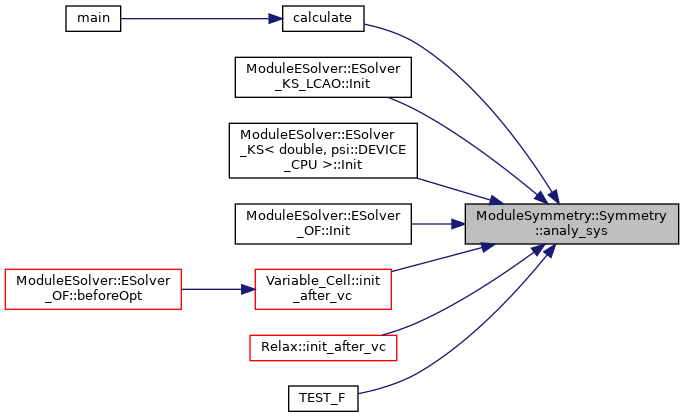 main
calculate
ModuleESolver::ESolver
_KS_LCAO::Init
ModuleESolver::ESolver
_KS< double, psi::DEVICE
_CPU >::Init
ModuleSymmetry::Symmetry
::analy_sys
ModuleESolver::ESolver
_OF::Init
ModuleESolver::ESolver
_OF::beforeOpt
Variable_Cell::init
_after_vc
Relax::init_after_vc
TEST_F